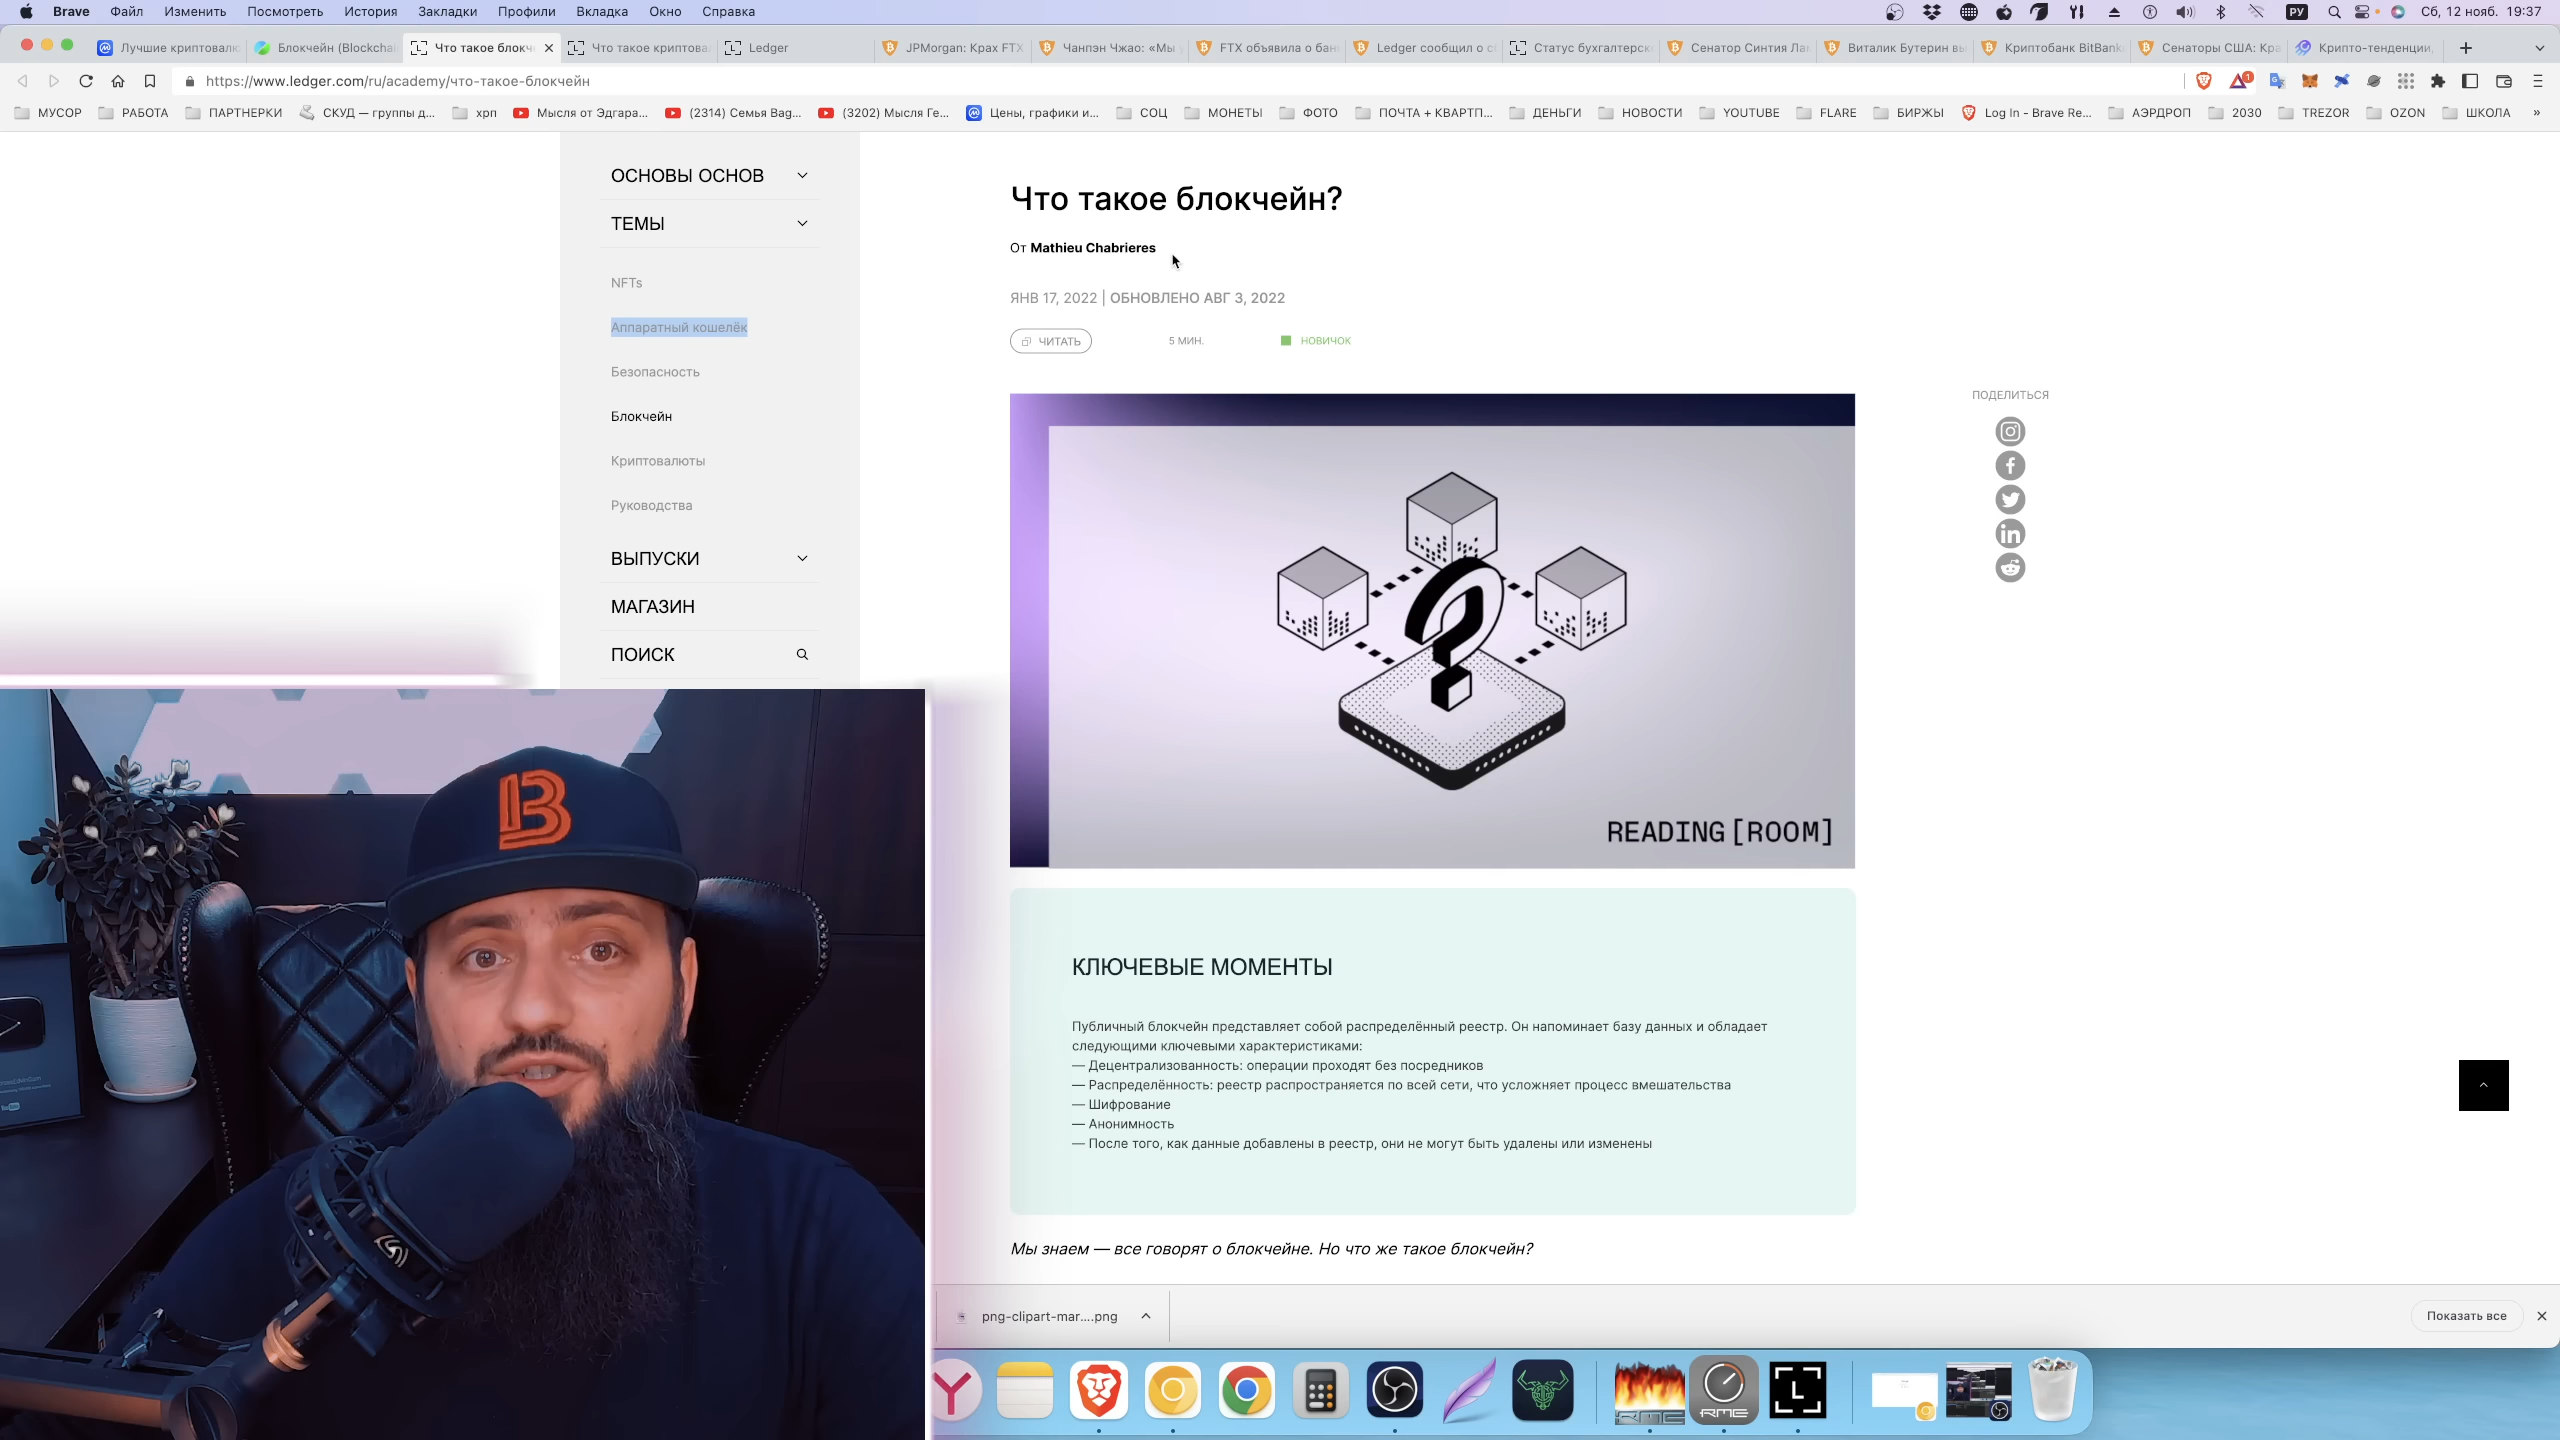 Brave Файл Изменить Посмотреть История Закладки Профили Вкладка Окно Справка РУ Сб, 12 нояб. 19:37
Лучшие криптовалю Блокчейн (Blockchai Что такое блокче Что такое криптова Ledger JPMorgan: Крах FTX Чанпэн Чжао: «Мы FTX объявила о бан Ledger сообщил о с Статус бухгалтерск Сенатор Синтия Ла Виталик Бутерин вы Криптобанк BitBank Сенаторы США: Кра Крипто-тенденции,
https://www.ledger.com/ru/academy/что-такое-блокчейн 1
МУСОР РАБОТА ПАРТНЕРКИ СКУД — группы д... хрп Мысля от Эдгара... (2314) Семья Bag... (3202) Мысля Ге... Цены, графики и... СОЦ МОНЕТЫ ФОТО ПОЧТА + КВАРТП... ДЕНЬГИ НОВОСТИ YOUTUBE FLARE БИРЖЫ Log In - Brave Re... АЭРДРОП 2030 TREZOR OZON ШКОЛА »
ОСНОВЫ ОСНОВ
ТЕМЫ
NFTs
Аппаратный кошелёк
Безопасность
Блокчейн
Криптовалюты
Руководства
ВЫПУСКИ
МАГАЗИН
ПОИСК
Что такое блокчейн?
От Mathieu Chabrieres
ЯНВ 17, 2022 | ОБНОВЛЕНО АВГ 3, 2022
ЧИТАТЬ 5 МИН. НОВИЧОК
ПОДЕЛИТЬСЯ
READING[ROOM]
КЛЮЧЕВЫЕ МОМЕНТЫ
Публичный блокчейн представляет собой распределённый реестр. Он напоминает базу данных и обладает
следующими ключевыми характеристиками:
— Децентрализованность: операции проходят без посредников
— Распределённость: реестр распространяется по всей сети, что усложняет процесс вмешательства
— Шифрование
— Анонимность
— После того, как данные добавлены в реестр, они не могут быть удалены или изменены
Мы знаем — все говорят о блокчейне. Но что же такое блокчейн?
png-clipart-mar....png
Показать все
B
RME
RME
L